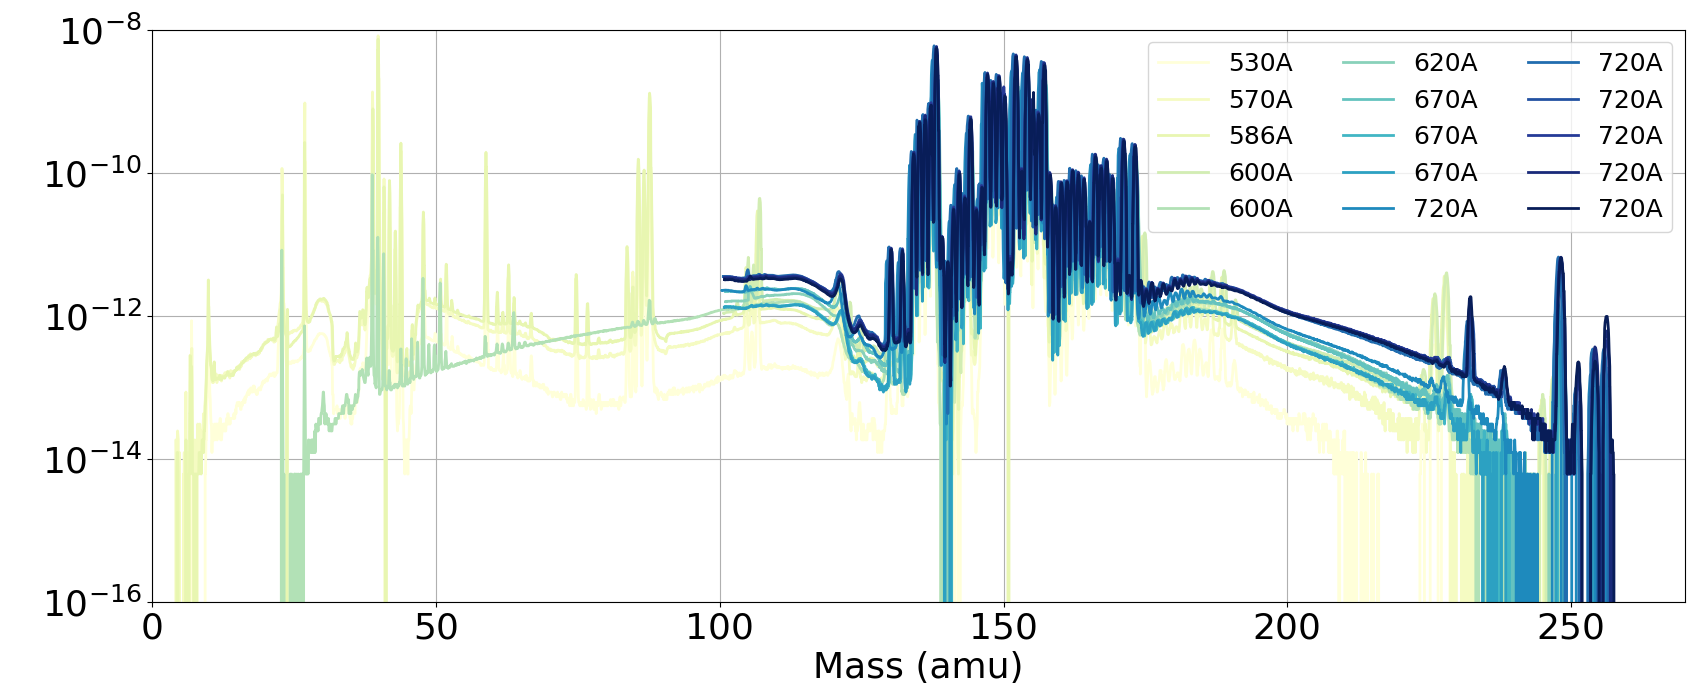 10⁻⁸
10⁻¹⁰
10⁻¹²
10⁻¹⁴
10⁻¹⁶
0 50 100 150 200 250
Mass (amu)
530A 620A 720A
570A 670A 720A
586A 670A 720A
600A 670A 720A
600A 720A 720A